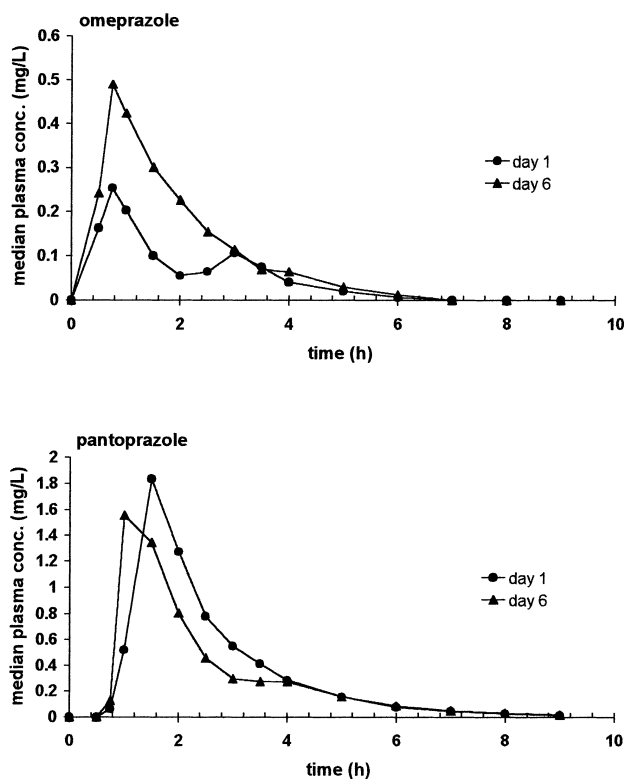 omeprazole
median plasma conc. (mg/L)
0.6
0.5
0.4
0.3
0.2
0.1
0
0 2 4 6 8 10
time (h)
day 1
day 6
pantoprazole
median plasma conc. (mg/L)
2
1.8
1.6
1.4
1.2
1
0.8
0.6
0.4
0.2
0
0 2 4 6 8 10
time (h)
day 1
day 6